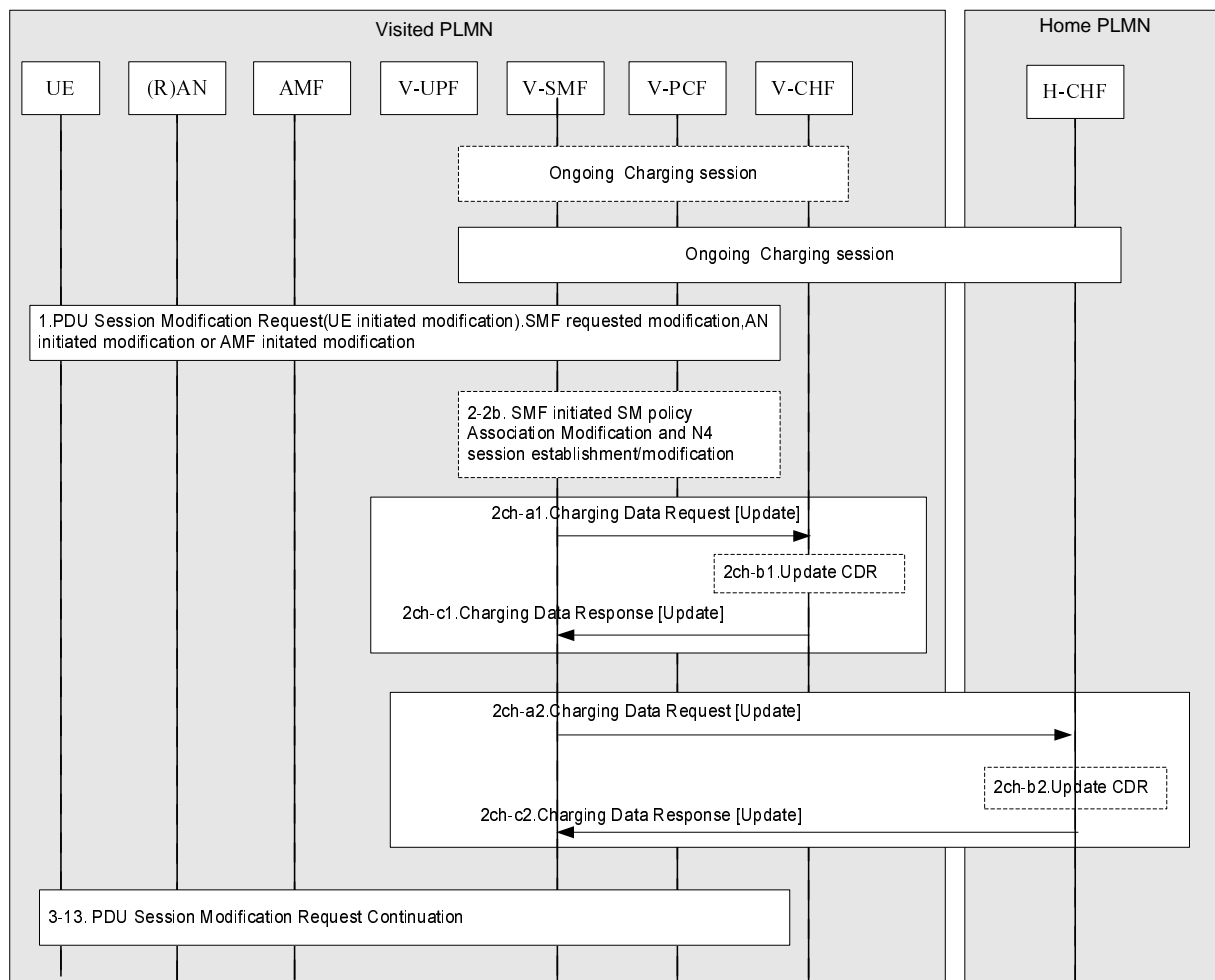 Visited PLMN
Home PLMN
UE
(R)AN
AMF
V-UPF
V-SMF
V-PCF
V-CHF
H-CHF
Ongoing Charging session
Ongoing Charging session
1.PDU Session Modification Request(UE initiated modification).SMF requested modification,AN
initiated modification or AMF initated modification
2-2b. SMF initiated SM policy
Association Modification and N4
session establishment/modification
2ch-a1.Charging Data Request [Update]
2ch-b1.Update CDR
2ch-c1.Charging Data Response [Update]
2ch-a2.Charging Data Request [Update]
2ch-b2.Update CDR
2ch-c2.Charging Data Response [Update]
3-13. PDU Session Modification Request Continuation